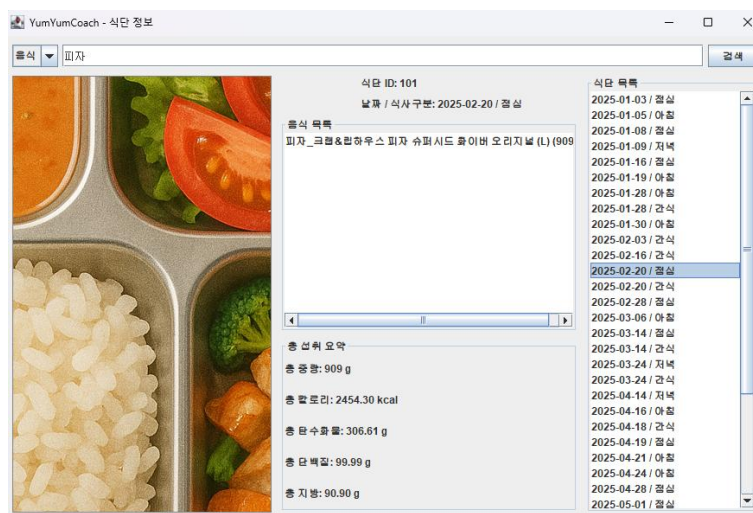 YumYumCoach - 식단 정보
음식
피자
검색
식단 ID: 101
날짜 / 식사 구분: 2025-02-20 / 점심
음식 목록
피자_크랩&립하우스 피자 슈퍼시드 화이버 오리지널 (L) (909
총 섭취 요약
총 중량: 909 g
총 칼로리: 2454.30 kcal
총 탄수화물: 306.61 g
총 단백질: 99.99 g
총 지방: 90.90 g
식단 목록
2025-01-03 / 점심
2025-01-05 / 아침
2025-01-08 / 점심
2025-01-09 / 저녁
2025-01-16 / 점심
2025-01-19 / 아침
2025-01-28 / 아침
2025-01-28 / 간식
2025-01-30 / 아침
2025-02-03 / 간식
2025-02-16 / 간식
2025-02-20 / 점심
2025-02-20 / 간식
2025-02-28 / 점심
2025-03-06 / 아침
2025-03-14 / 점심
2025-03-14 / 간식
2025-03-24 / 저녁
2025-03-24 / 간식
2025-04-14 / 저녁
2025-04-16 / 아침
2025-04-18 / 간식
2025-04-19 / 점심
2025-04-21 / 아침
2025-04-24 / 아침
2025-04-28 / 점심
2025-05-01 / 점심